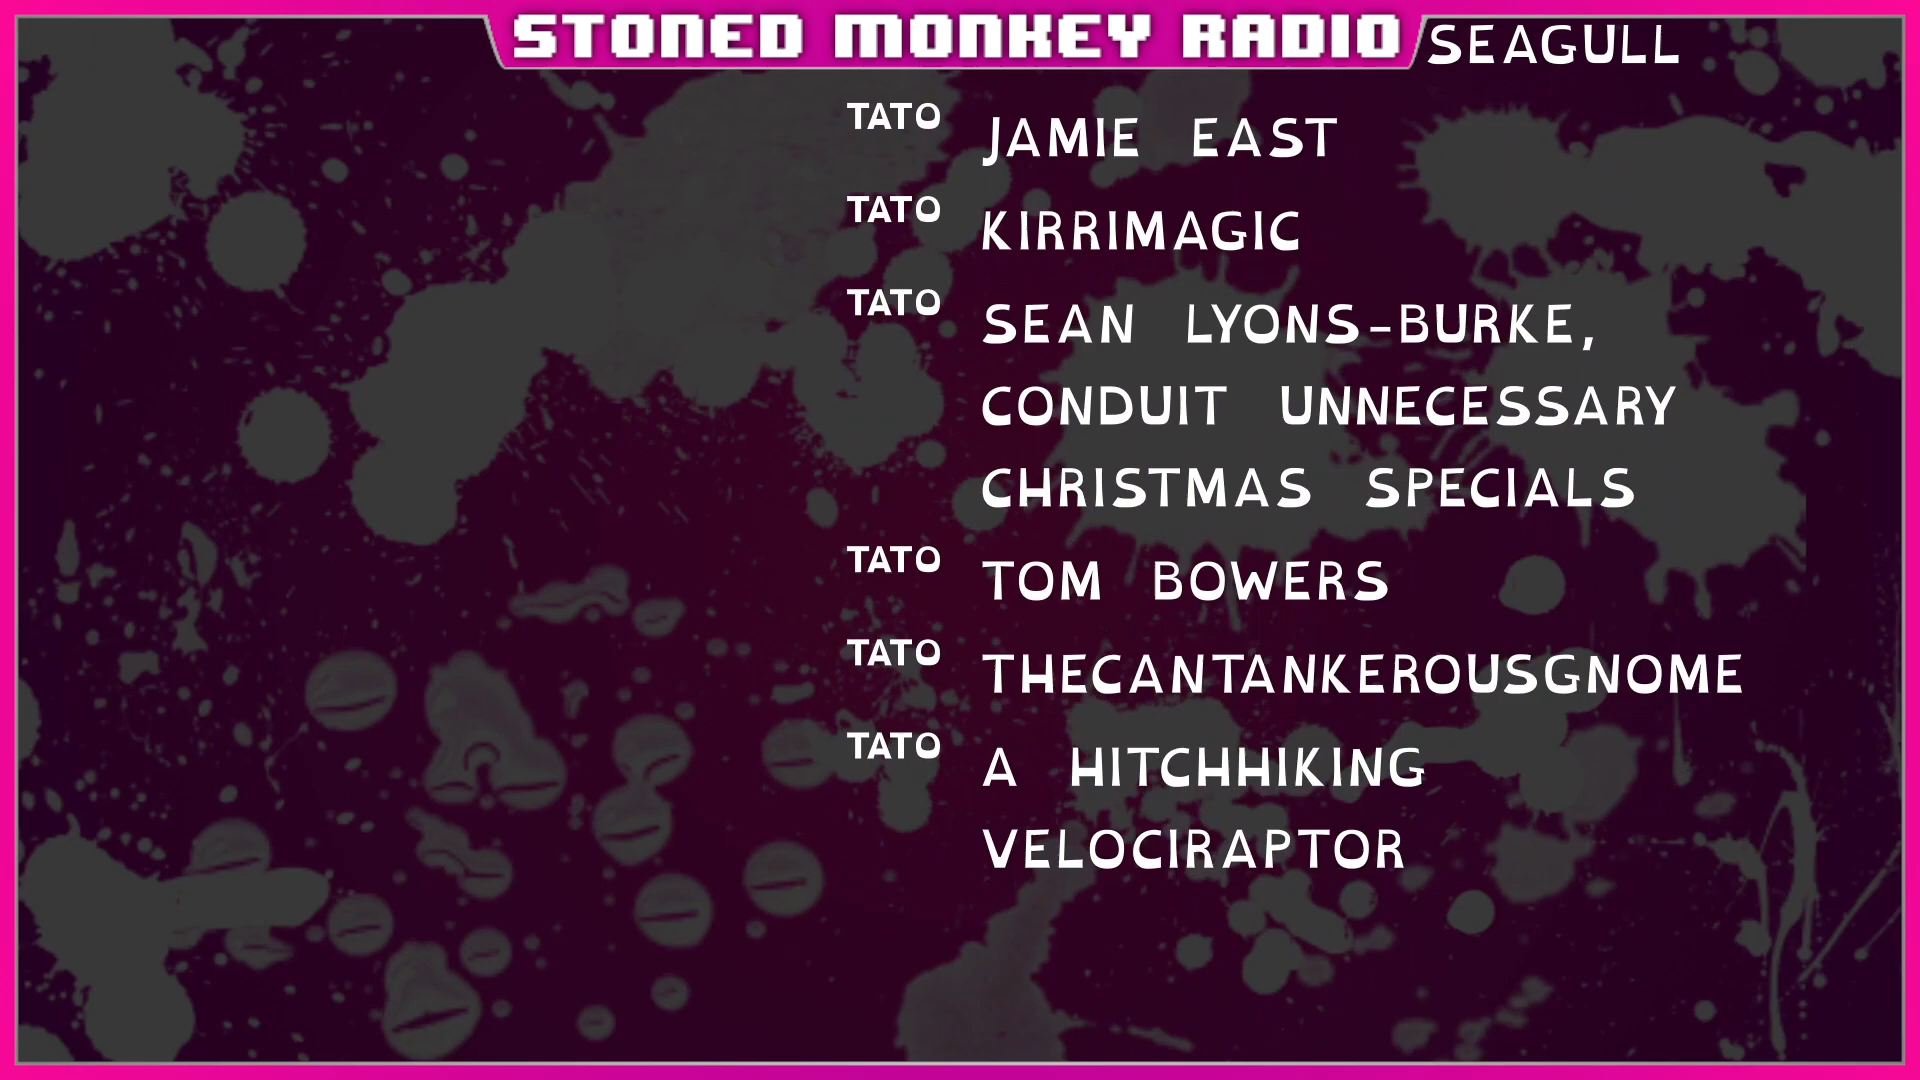 STONED MONKEY RADIO
SEAGULL
TATO JAMIE EAST
TATO KIRRIMAGIC
TATO SEAN LYONS-BURKE,
CONDUIT UNNECESSARY
CHRISTMAS SPECIALS
TATO TOM BOWERS
TATO THECANTANKEROUSGNOME
TATO A HITCHHIKING
VELOCIRAPTOR